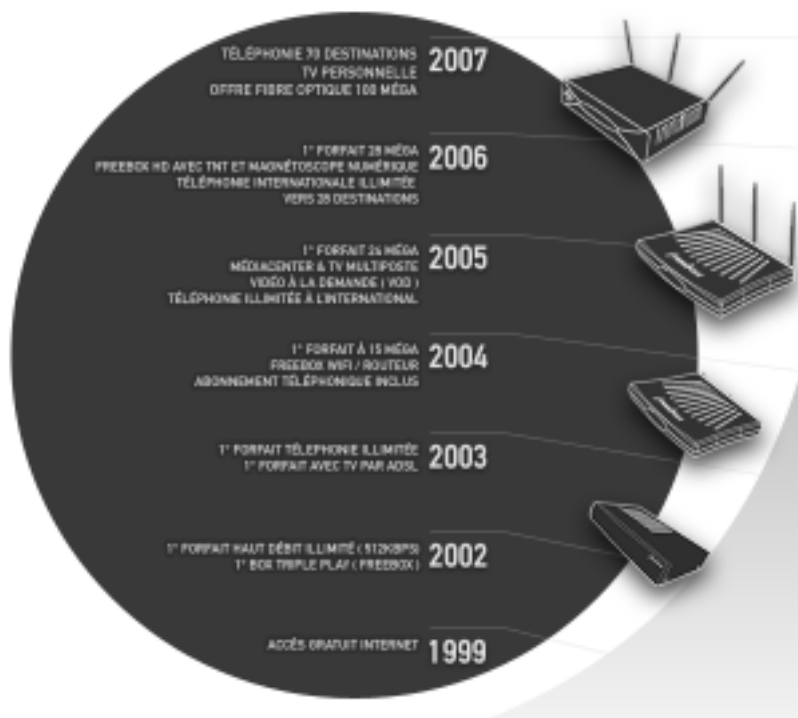 TÉLÉPHONIE 70 DESTINATIONS
TV PERSONNELLE
OFFRE FIBRE OPTIQUE 100 MÉGA
2007
1° FORFAIT 28 MÉGA
FREEBOX HD AVEC TNT ET MAGNÉTOSCOPE NUMÉRIQUE
TÉLÉPHONIE INTERNATIONALE ILLIMITÉE
VERS 28 DESTINATIONS
2006
1° FORFAIT 24 MÉGA
MÉDIACENTER & TV MULTIPOSTE
VIDÉO À LA DEMANDE ( VOD )
TÉLÉPHONIE ILLIMITÉE À L'INTERNATIONAL
2005
1° FORFAIT À 15 MÉGA
FREEBOX WIFI / ROUTEUR
ABONNEMENT TÉLÉPHONIQUE INCLUS
2004
1° FORFAIT TÉLEPHONIE ILLIMITÉE
1° FORFAIT AVEC TV PAR ADSL
2003
1° FORFAIT HAUT DÉBIT ILLIMITÉ ( 512KBPS)
1° BOX TRIPLE PLAY ( FREEBOX )
2002
ACCÈS GRATUIT INTERNET
1999